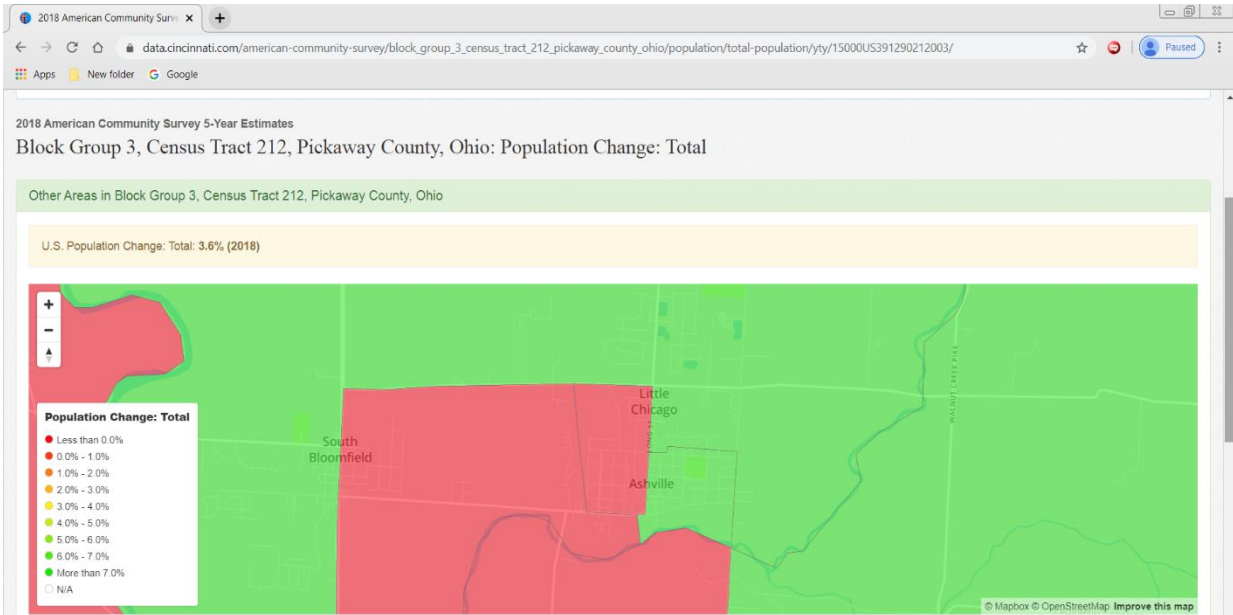 2018 American Community Surve
data.cincinnati.com/american-community-survey/block_group_3_census_tract_212_pickaway_county_ohio/population/total-population/yty/15000US391290212003/
Paused
Apps New folder Google
2018 American Community Survey 5-Year Estimates
Block Group 3, Census Tract 212, Pickaway County, Ohio: Population Change: Total
Other Areas in Block Group 3, Census Tract 212, Pickaway County, Ohio
U.S. Population Change: Total: 3.6% (2018)
+
−
Little
Chicago
LONG ST
WALNUT CREEK PIKE
South
Bloomfield
Ashville
Population Change: Total
Less than 0.0%
0.0% - 1.0%
1.0% - 2.0%
2.0% - 3.0%
3.0% - 4.0%
4.0% - 5.0%
5.0% - 6.0%
6.0% - 7.0%
More than 7.0%
N/A
© Mapbox © OpenStreetMap Improve this map